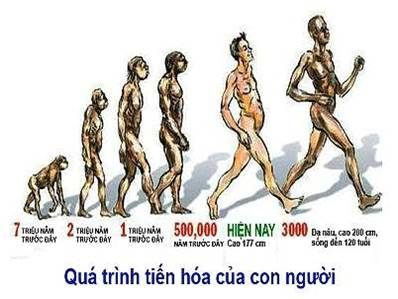 7 TRIỆU NĂM TRƯỚC ĐÂY
2 TRIỆU NĂM TRƯỚC ĐÂY
1 TRIỆU NĂM TRƯỚC ĐÂY
500,000 NĂM TRƯỚC ĐÂY
HIỆN NAY
Cao 177 cm
3000 Da nâu, cao 200 cm,
sống đến 120 tuổi
Quá trình tiến hóa của con người